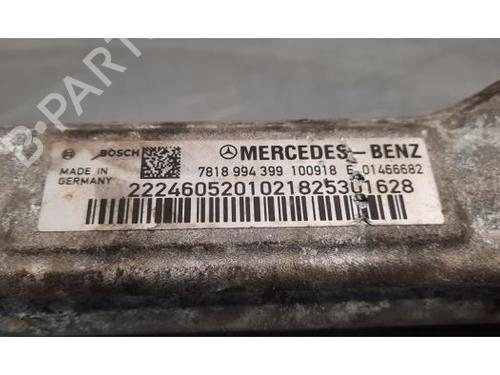 B-PARTS
BOSCH
MERCEDES-BENZ
MADE IN
GERMANY
7818 994 399 100918 E 01466682
2224605201021825301628